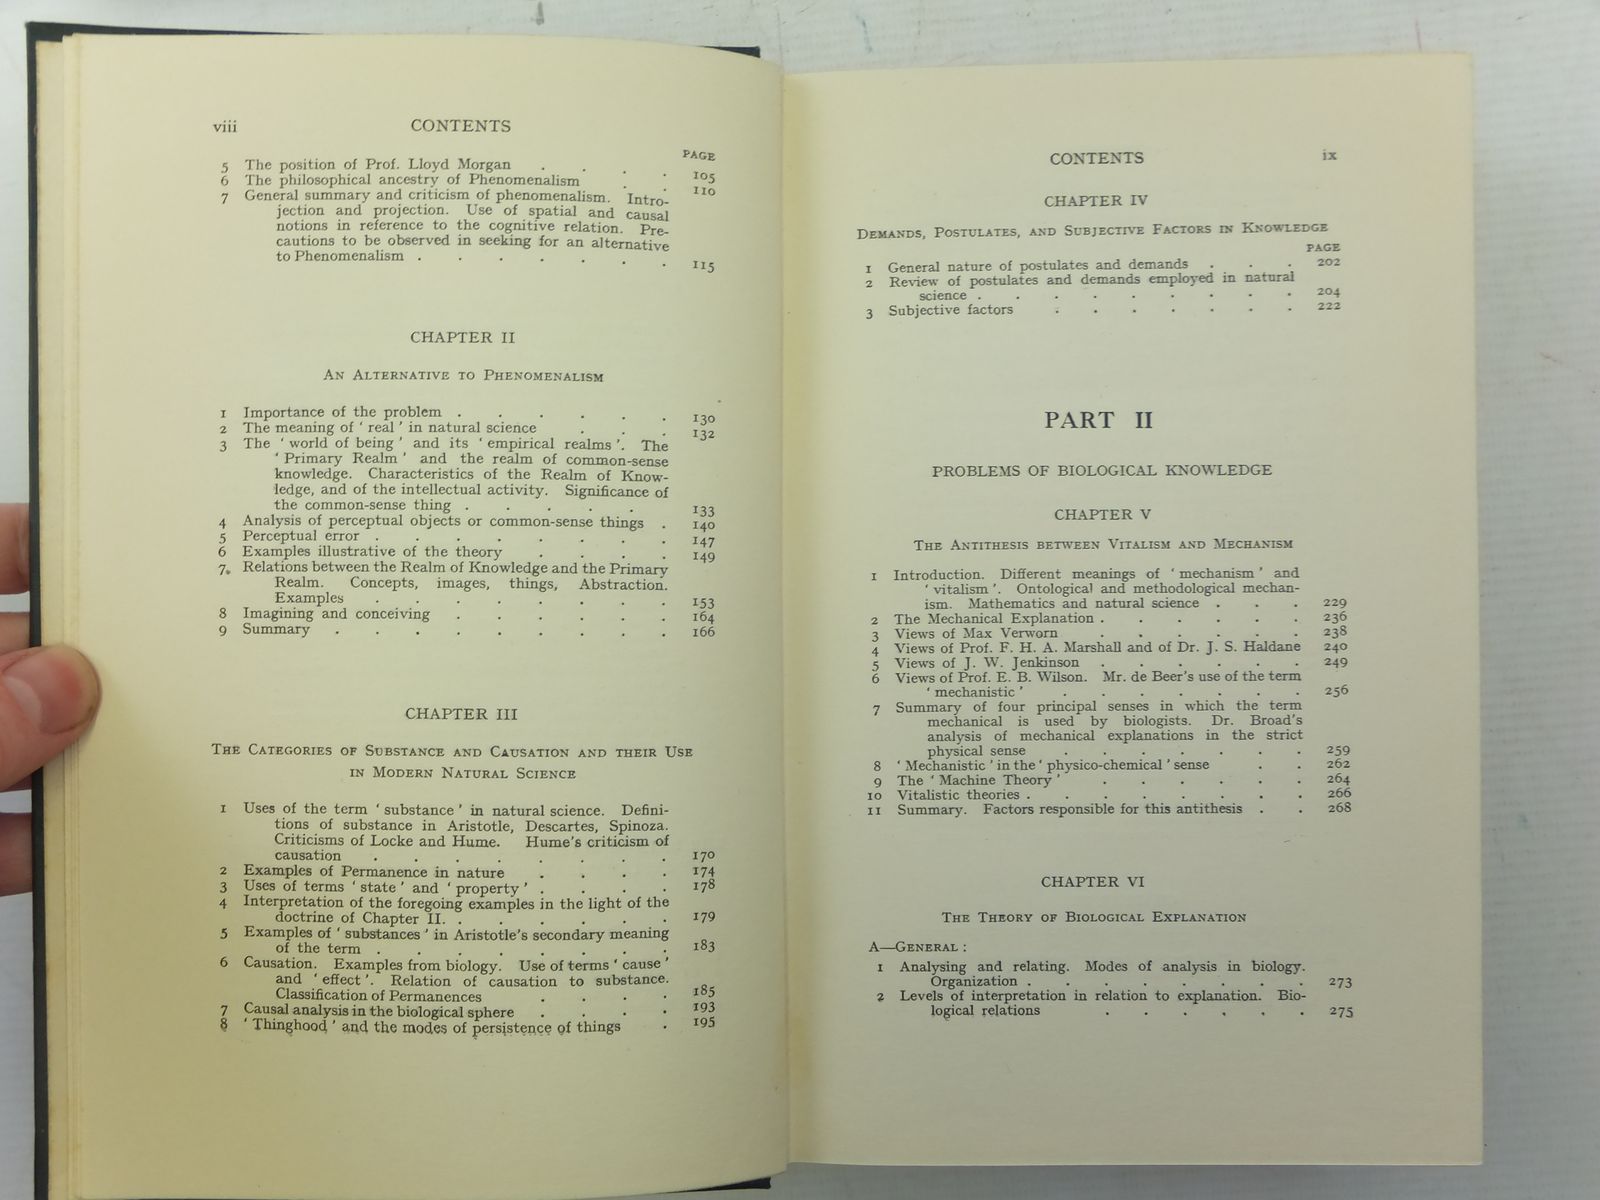 viii CONTENTS
PAGE
5 The position of Prof. Lloyd Morgan . . . . 105
6 The philosophical ancestry of Phenomenalism . . 110
7 General summary and criticism of phenomenalism. Intro-
jection and projection. Use of spatial and causal
notions in reference to the cognitive relation. Pre-
cautions to be observed in seeking for an alternative
to Phenomenalism . . . . . . . 115
CHAPTER II
AN ALTERNATIVE TO PHENOMENALISM
1 Importance of the problem . . . . . . 130
2 The meaning of ‘ real ’ in natural science . . . 132
3 The ‘ world of being ’ and its ‘ empirical realms ’. The
‘ Primary Realm ’ and the realm of common-sense
knowledge. Characteristics of the Realm of Know-
ledge, and of the intellectual activity. Significance of
the common-sense thing . . . . . 133
4 Analysis of perceptual objects or common-sense things . 140
5 Perceptual error . . . . . . . . 147
6 Examples illustrative of the theory . . . . 149
7. Relations between the Realm of Knowledge and the Primary
Realm. Concepts, images, things, Abstraction.
Examples . . . . . . . . 153
8 Imagining and conceiving . . . . . . 164
9 Summary . . . . . . . . . 166
CHAPTER III
THE CATEGORIES OF SUBSTANCE AND CAUSATION AND THEIR USE
IN MODERN NATURAL SCIENCE
1 Uses of the term ‘ substance ’ in natural science. Defini-
tions of substance in Aristotle, Descartes, Spinoza.
Criticisms of Locke and Hume. Hume's criticism of
causation . . . . . . . . 170
2 Examples of Permanence in nature . . . . 174
3 Uses of terms ‘ state ’ and ‘ property ’ . . . . 178
4 Interpretation of the foregoing examples in the light of the
doctrine of Chapter II. . . . . . . 179
5 Examples of ‘ substances ’ in Aristotle's secondary meaning
of the term . . . . . . . . 183
6 Causation. Examples from biology. Use of terms ‘ cause ’
and ‘ effect ’. Relation of causation to substance.
Classification of Permanences . . . . 185
7 Causal analysis in the biological sphere . . . . 193
8 ‘ Thinghood ’ and the modes of persistence of things . 195
CONTENTS ix
CHAPTER IV
DEMANDS, POSTULATES, AND SUBJECTIVE FACTORS IN KNOWLEDGE
PAGE
1 General nature of postulates and demands . . . 202
2 Review of postulates and demands employed in natural
science . . . . . . . . . 204
3 Subjective factors . . . . . . . 222
PART II
PROBLEMS OF BIOLOGICAL KNOWLEDGE
CHAPTER V
THE ANTITHESIS BETWEEN VITALISM AND MECHANISM
1 Introduction. Different meanings of ‘ mechanism ’ and
‘ vitalism ’. Ontological and methodological mechan-
ism. Mathematics and natural science . . . 229
2 The Mechanical Explanation . . . . . . 236
3 Views of Max Verworn . . . . . . 238
4 Views of Prof. F. H. A. Marshall and of Dr. J. S. Haldane 240
5 Views of J. W. Jenkinson . . . . . . 249
6 Views of Prof. E. B. Wilson. Mr. de Beer's use of the term
‘ mechanistic ’ . . . . . . . 256
7 Summary of four principal senses in which the term
mechanical is used by biologists. Dr. Broad's
analysis of mechanical explanations in the strict
physical sense . . . . . . . 259
8 ‘ Mechanistic ’ in the ‘ physico-chemical ’ sense . . 262
9 The ‘ Machine Theory ’ . . . . . . 264
10 Vitalistic theories . . . . . . . . 266
11 Summary. Factors responsible for this antithesis . . 268
CHAPTER VI
THE THEORY OF BIOLOGICAL EXPLANATION
A—GENERAL :
1 Analysing and relating. Modes of analysis in biology.
Organization . . . . . . . . 273
2 Levels of interpretation in relation to explanation. Bio-
logical relations . . . . . . 275